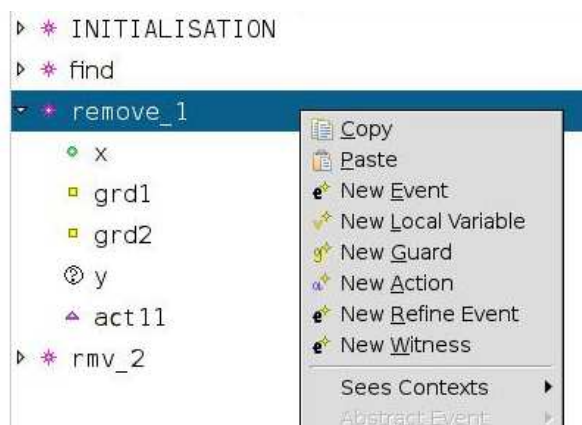 INITIALISATION
find
remove_1
x
grd1
grd2
y
act11
rmv_2
Copy
Paste
New Event
New Local Variable
New Guard
New Action
New Refine Event
New Witness
Sees Contexts
Abstract Event